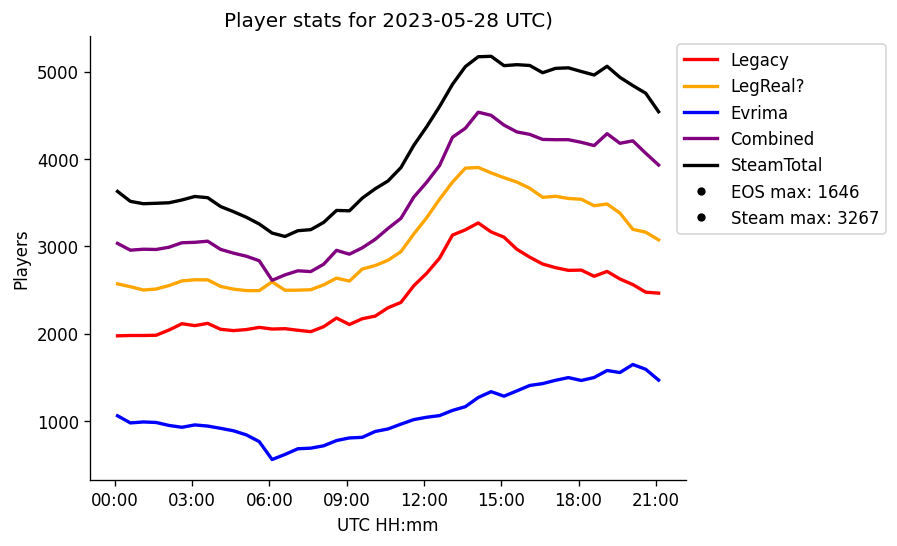 Player stats for 2023-05-28 UTC)
Players
5000
4000
3000
2000
1000
00:00 03:00 06:00 09:00 12:00 15:00 18:00 21:00
UTC HH:mm
Legacy
LegReal?
Evrima
Combined
SteamTotal
EOS max: 1646
Steam max: 3267